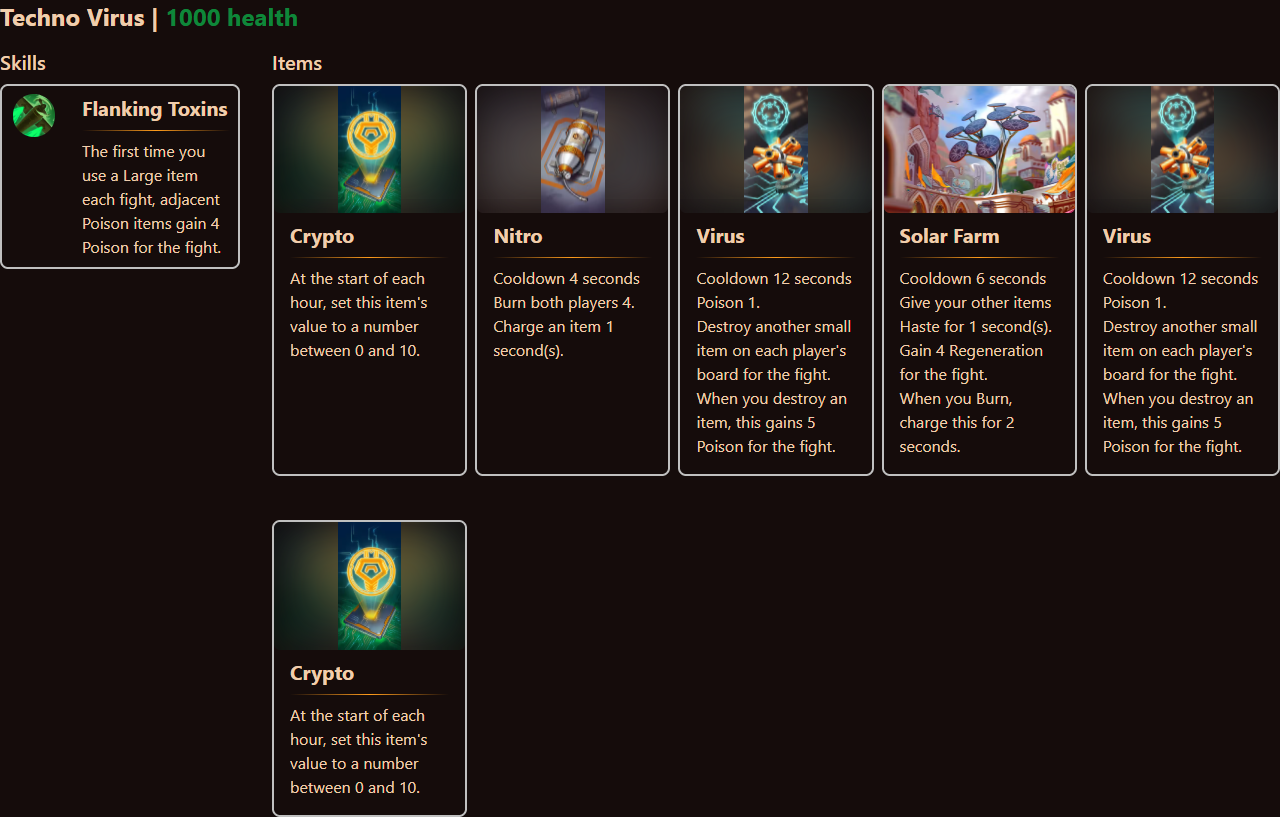 Techno Virus | 1000 health
Skills
Flanking Toxins
The first time you
use a Large item
each fight, adjacent
Poison items gain 4
Poison for the fight.
Items
Crypto
At the start of each
hour, set this item's
value to a number
between 0 and 10.
Nitro
Cooldown 4 seconds
Burn both players 4.
Charge an item 1
second(s).
Virus
Cooldown 12 seconds
Poison 1.
Destroy another small
item on each player's
board for the fight.
When you destroy an
item, this gains 5
Poison for the fight.
Solar Farm
Cooldown 6 seconds
Give your other items
Haste for 1 second(s).
Gain 4 Regeneration
for the fight.
When you Burn,
charge this for 2
seconds.
Virus
Cooldown 12 seconds
Poison 1.
Destroy another small
item on each player's
board for the fight.
When you destroy an
item, this gains 5
Poison for the fight.
Crypto
At the start of each
hour, set this item's
value to a number
between 0 and 10.